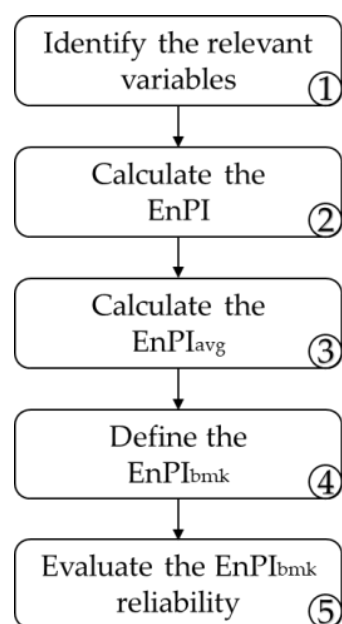 Identify the relevant
variables
①
Calculate the
EnPI
②
Calculate the
EnPIavg
③
Define the
EnPIbmk
④
Evaluate the EnPIbmk
reliability
⑤